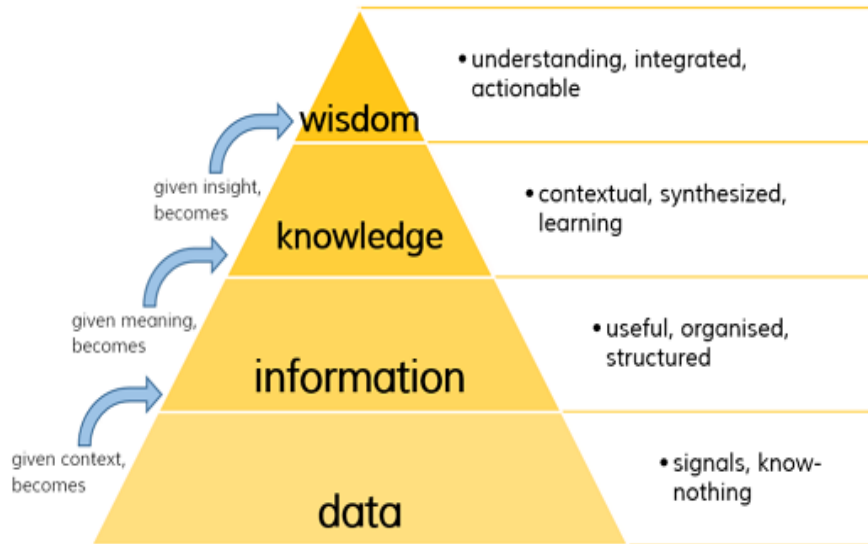 • understanding, integrated,
actionable
wisdom
given insight,
becomes
• contextual, synthesized,
learning
knowledge
given meaning,
becomes
• useful, organised,
structured
information
given context,
becomes
• signals, know-
nothing
data